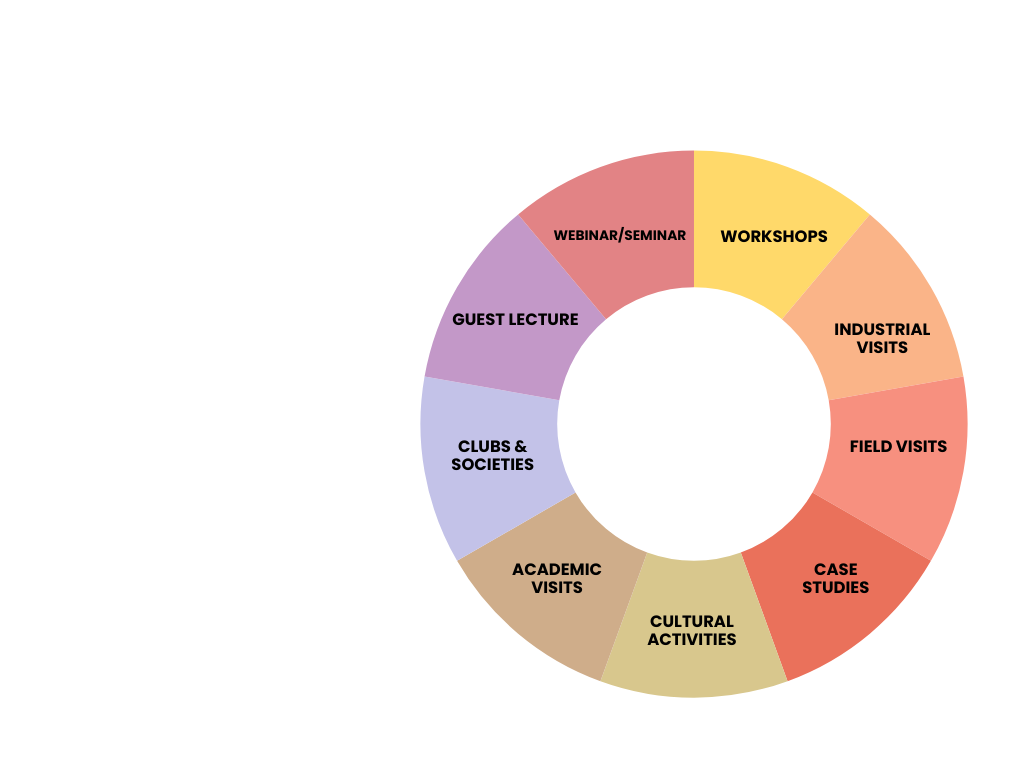 WEBINAR/SEMINAR
WORKSHOPS
INDUSTRIAL
VISITS
FIELD VISITS
CASE
STUDIES
CULTURAL
ACTIVITIES
ACADEMIC
VISITS
CLUBS &
SOCIETIES
GUEST LECTURE